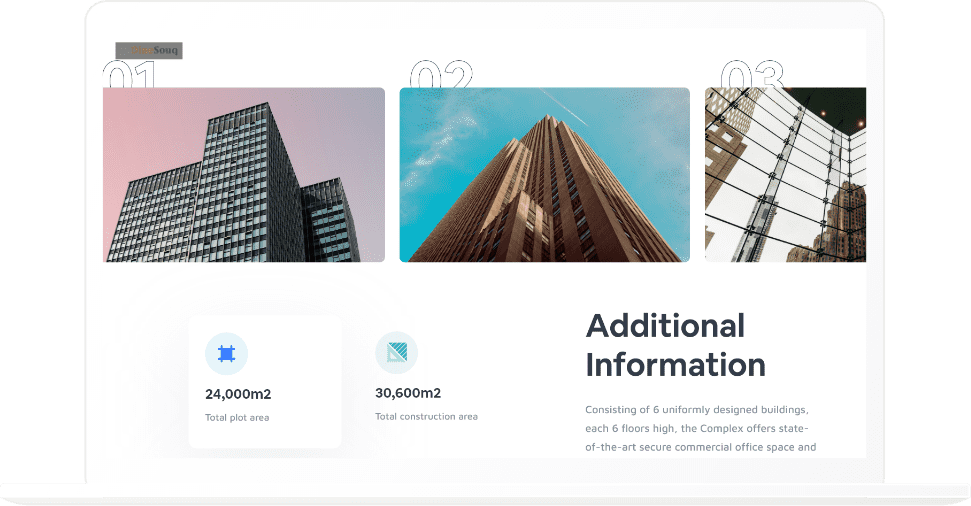 Souq
01
02
03
24,000m2
Total plot area
30,600m2
Total construction area
Additional
Information
Consisting of 6 uniformly designed buildings,
each 6 floors high, the Complex offers state-
of-the-art secure commercial office space and